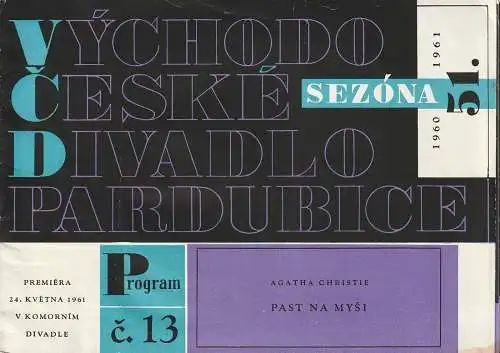 VÝCHODO
ČESKÉ
DIVADLO
PARDUBICE
SEZÓNA
51.
1960 1961
PREMIÉRA
24. KVĚTNA 1961
V KOMORNÍM
DIVADLE
Program
č. 13
AGATHA CHRISTIE
PAST NA MYŠI